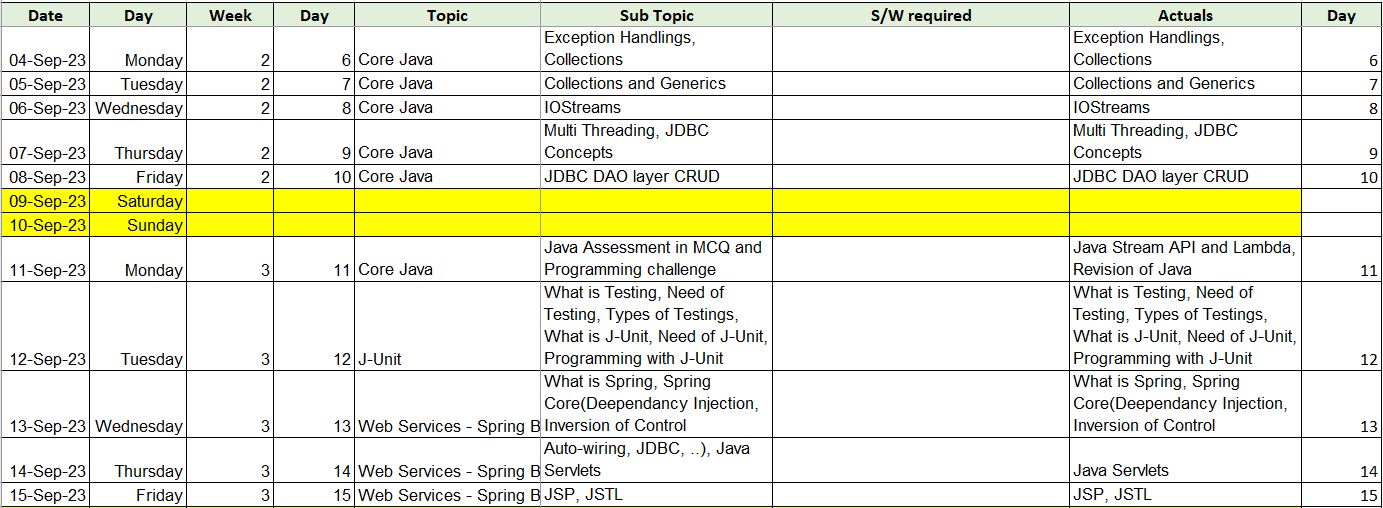 Date Day Week Day Topic Sub Topic S/W required Actuals Day
Exception Handlings, Exception Handlings,
04-Sep-23 Monday 2 6 Core Java Collections Collections 6
05-Sep-23 Tuesday 2 7 Core Java Collections and Generics Collections and Generics 7
06-Sep-23 Wednesday 2 8 Core Java IOStreams IOStreams 8
Multi Threading, JDBC Multi Threading, JDBC
07-Sep-23 Thursday 2 9 Core Java Concepts Concepts 9
08-Sep-23 Friday 2 10 Core Java JDBC DAO layer CRUD JDBC DAO layer CRUD 10
09-Sep-23 Saturday
10-Sep-23 Sunday
Java Assessment in MCQ and Java Stream API and Lambda,
11-Sep-23 Monday 3 11 Core Java Programming challenge Revision of Java 11
What is Testing, Need of What is Testing, Need of
Testing, Types of Testings, Testing, Types of Testings,
What is J-Unit, Need of J-Unit, What is J-Unit, Need of J-Unit,
12-Sep-23 Tuesday 3 12 J-Unit Programming with J-Unit Programming with J-Unit 12
What is Spring, Spring What is Spring, Spring
Core(Deependancy Injection, Core(Deependancy Injection,
13-Sep-23 Wednesday 3 13 Web Services - Spring B Inversion of Control Inversion of Control 13
Auto-wiring, JDBC, ..), Java
14-Sep-23 Thursday 3 14 Web Services - Spring B Servlets Java Servlets 14
15-Sep-23 Friday 3 15 Web Services - Spring B JSP, JSTL JSP, JSTL 15